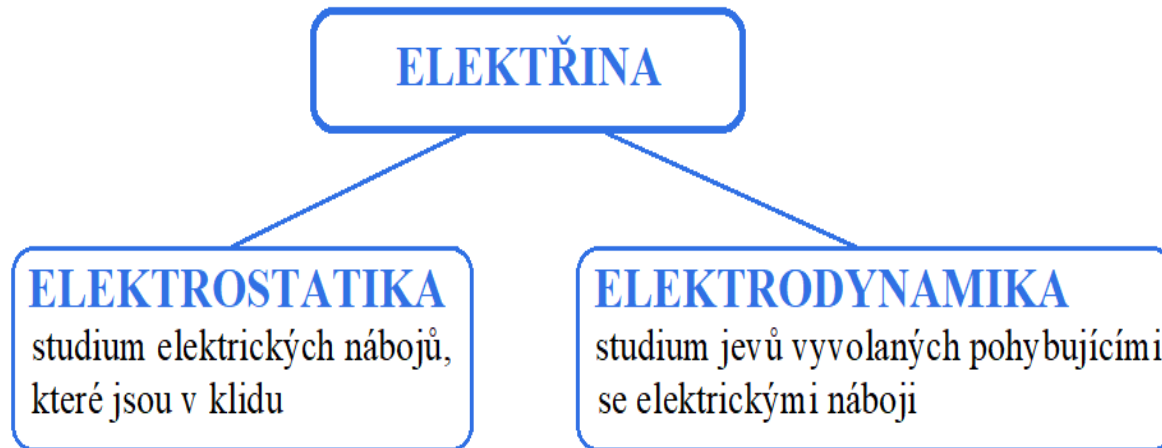 ELEKTŘINA
ELEKTROSTATIKA
studium elektrických nábojů,
které jsou v klidu
ELEKTRODYNAMIKA
studium jevů vyvolaných pohybujícími
se elektrickými náboji